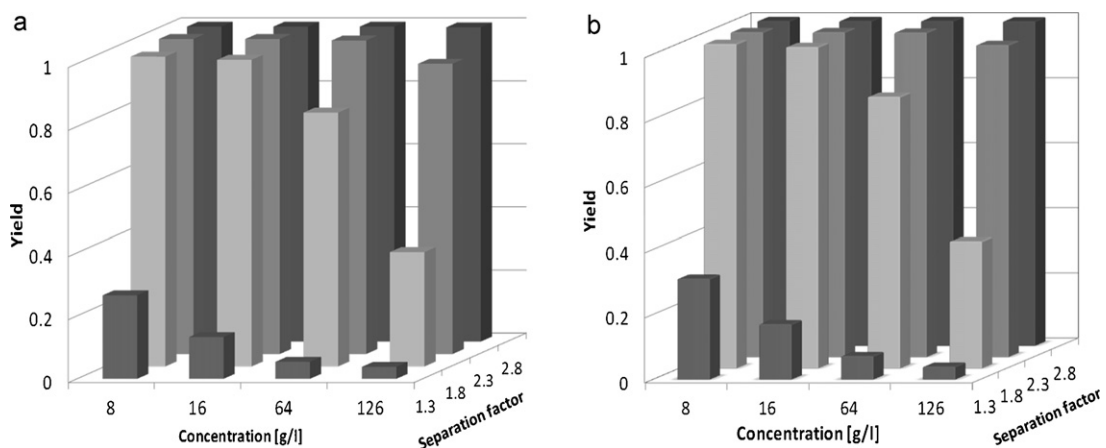 a
Yield
1
0.8
0.6
0.4
0.2
0
8 16 64 126
Concentration [g/l]
1.3 1.8 2.3 2.8
Separation factor
b
Yield
1
0.8
0.6
0.4
0.2
0
8 16 64 126
Concentration [g/l]
1.3 1.8 2.3 2.8
Separation factor